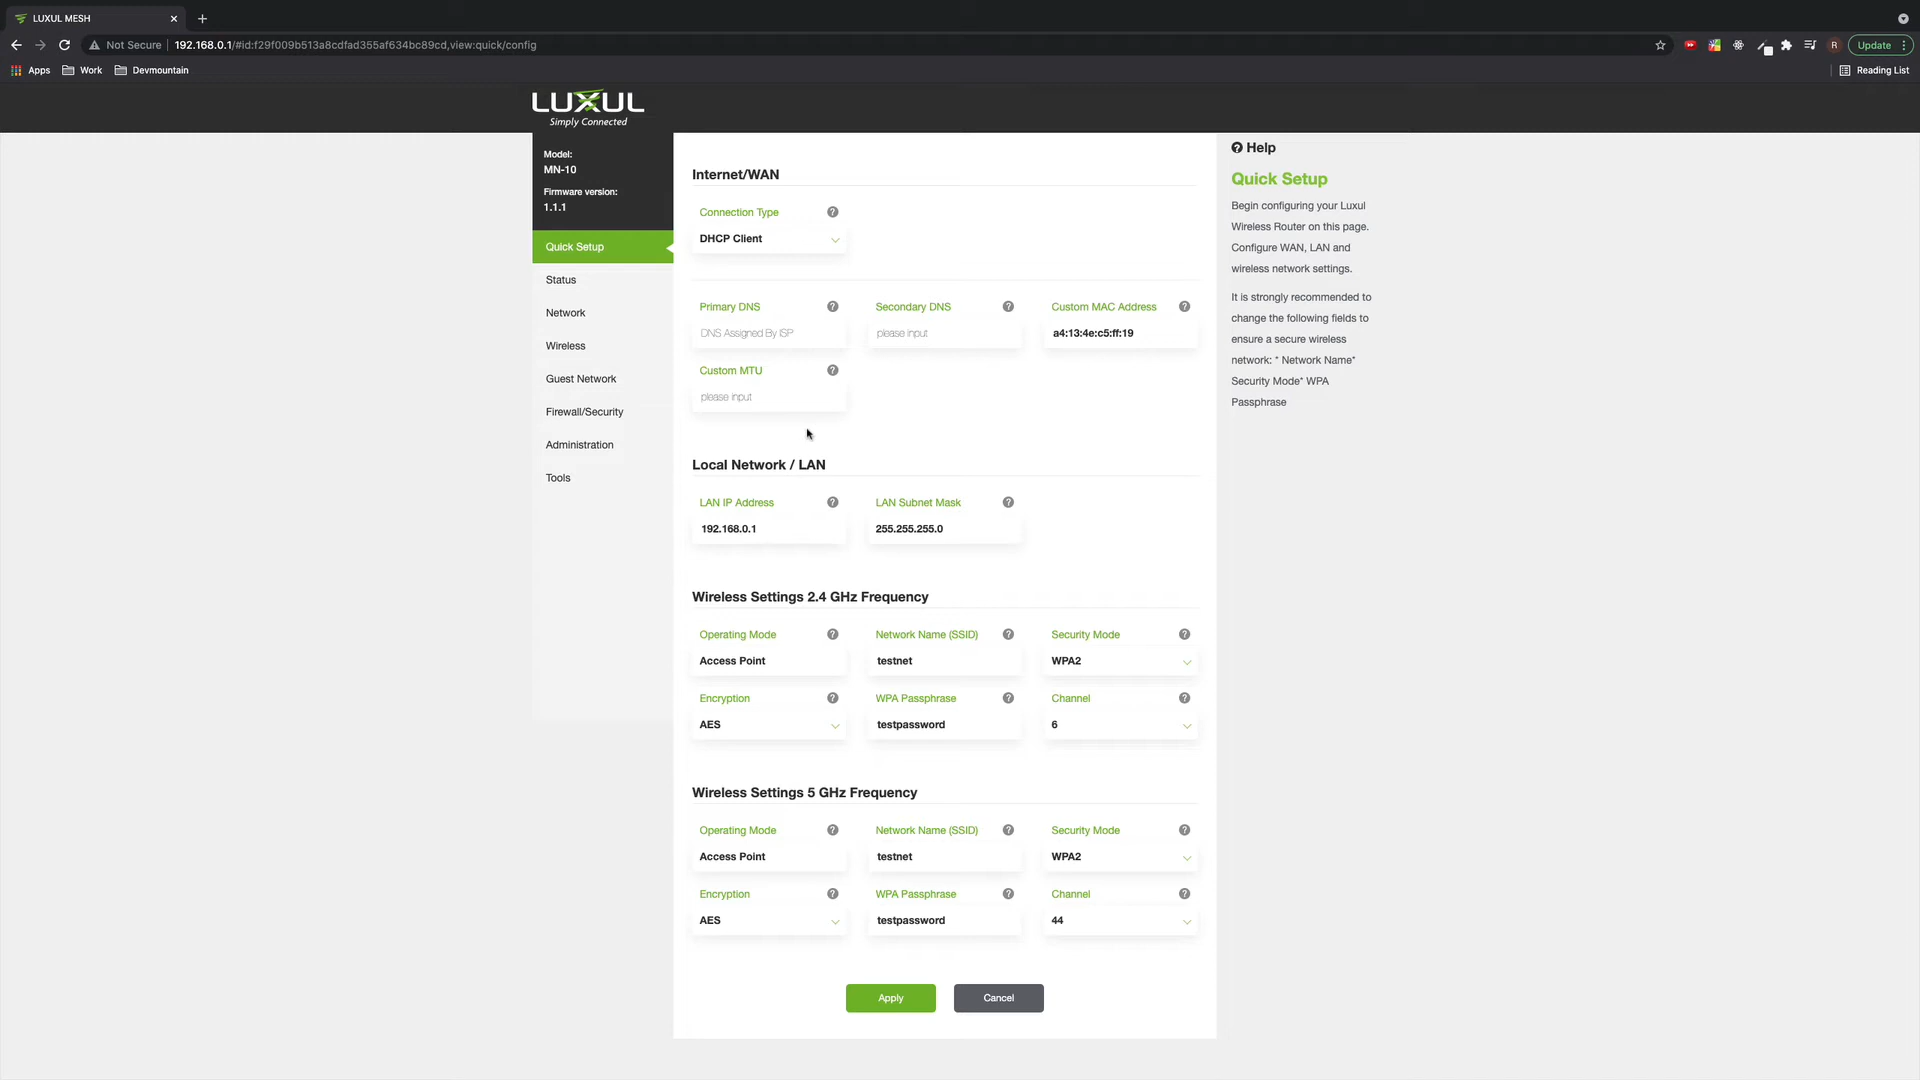 LUXUL MESH
Not Secure 192.168.0.1/#id:f29f009b513a8cdfad355af634bc89cd,view:quick/config
R
Update
Apps Work Devmountain Reading List
LUXUL
Simply Connected
Model:
MN-10
Firmware version:
1.1.1
Quick Setup
Status
Network
Wireless
Guest Network
Firewall/Security
Administration
Tools
Internet/WAN
Connection Type
DHCP Client
Primary DNS Secondary DNS Custom MAC Address
DNS Assigned By ISP please input a4:13:4e:c5:ff:19
Custom MTU
please input
Local Network / LAN
LAN IP Address LAN Subnet Mask
192.168.0.1 255.255.255.0
Wireless Settings 2.4 GHz Frequency
Operating Mode Network Name (SSID) Security Mode
Access Point testnet WPA2
Encryption WPA Passphrase Channel
AES testpassword 6
Wireless Settings 5 GHz Frequency
Operating Mode Network Name (SSID) Security Mode
Access Point testnet WPA2
Encryption WPA Passphrase Channel
AES testpassword 44
Apply Cancel
Help
Quick Setup
Begin configuring your Luxul
Wireless Router on this page.
Configure WAN, LAN and
wireless network settings.
It is strongly recommended to
change the following fields to
ensure a secure wireless
network: * Network Name*
Security Mode* WPA
Passphrase